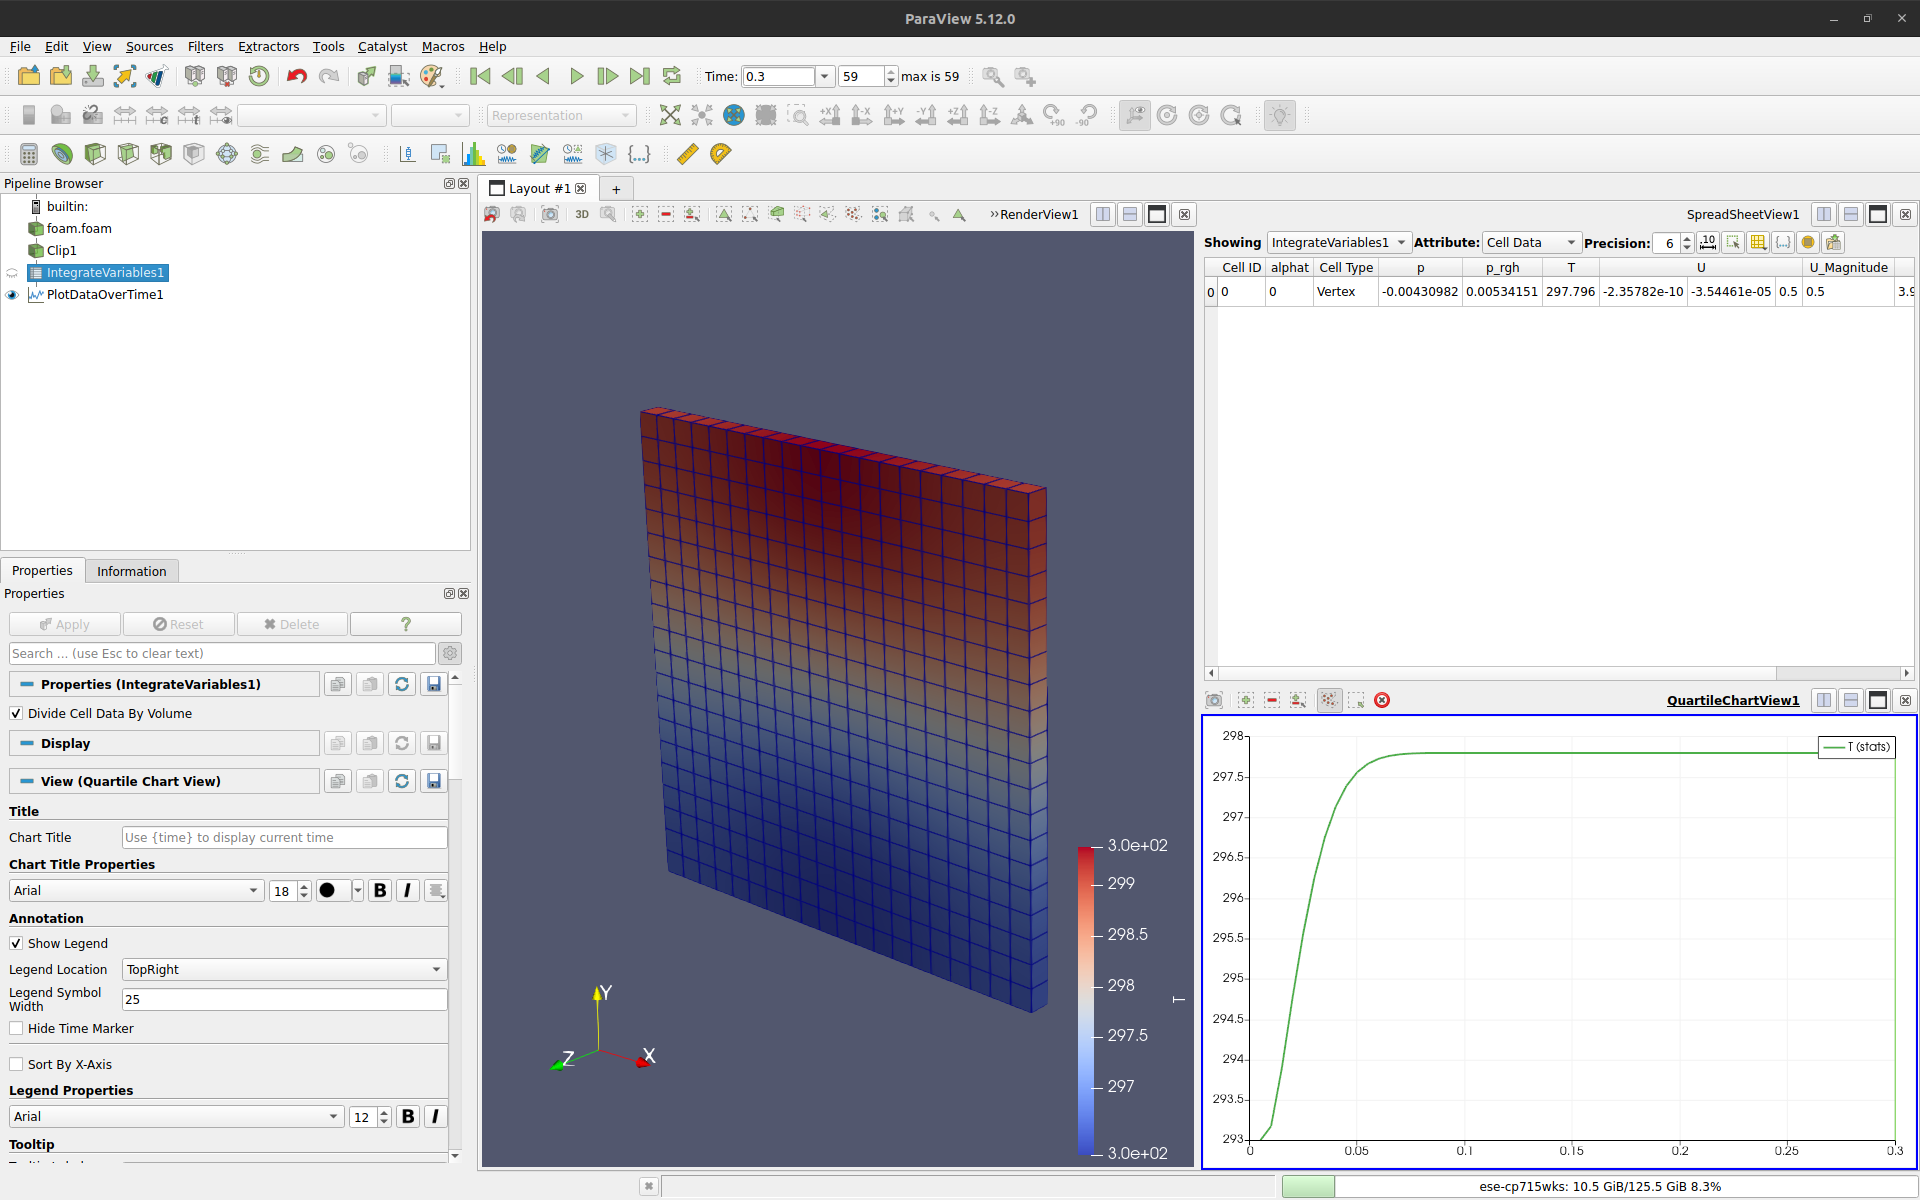 ParaView 5.12.0
File Edit View Sources Filters Extractors Tools Catalyst Macros Help
Time: 0.3 59 max is 59
Representation
+X -X +Y -Y +Z -Z +90 -90
Pipeline Browser
builtin:
foam.foam
Clip1
IntegrateVariables1
PlotDataOverTime1
Properties Information
Properties
Apply Reset Delete ?
Search ... (use Esc to clear text)
Properties (IntegrateVariables1)
Divide Cell Data By Volume
Display
View (Quartile Chart View)
Title
Chart Title Use {time} to display current time
Chart Title Properties
Arial 18 B I
Annotation
Show Legend
Legend Location TopRight
Legend Symbol
Width 25
Hide Time Marker
Sort By X-Axis
Legend Properties
Arial 12 B I
Tooltip
Layout #1 +
3D
RenderView1
3.0e+02
299
298.5
298
297.5
297
3.0e+02
T
Y
Z
X
SpreadSheetView1
Showing IntegrateVariables1 Attribute: Cell Data Precision: 6
Cell ID alphat Cell Type p p_rgh T U U_Magnitude
0 0 0 Vertex -0.00430982 0.00534151 297.796 -2.35782e-10 -3.54461e-05 0.5 0.5 3.9
QuartileChartView1
T (stats)
298
297.5
297
296.5
296
295.5
295
294.5
294
293.5
293
0 0.05 0.1 0.15 0.2 0.25 0.3
ese-cp715wks: 10.5 GiB/125.5 GiB 8.3%